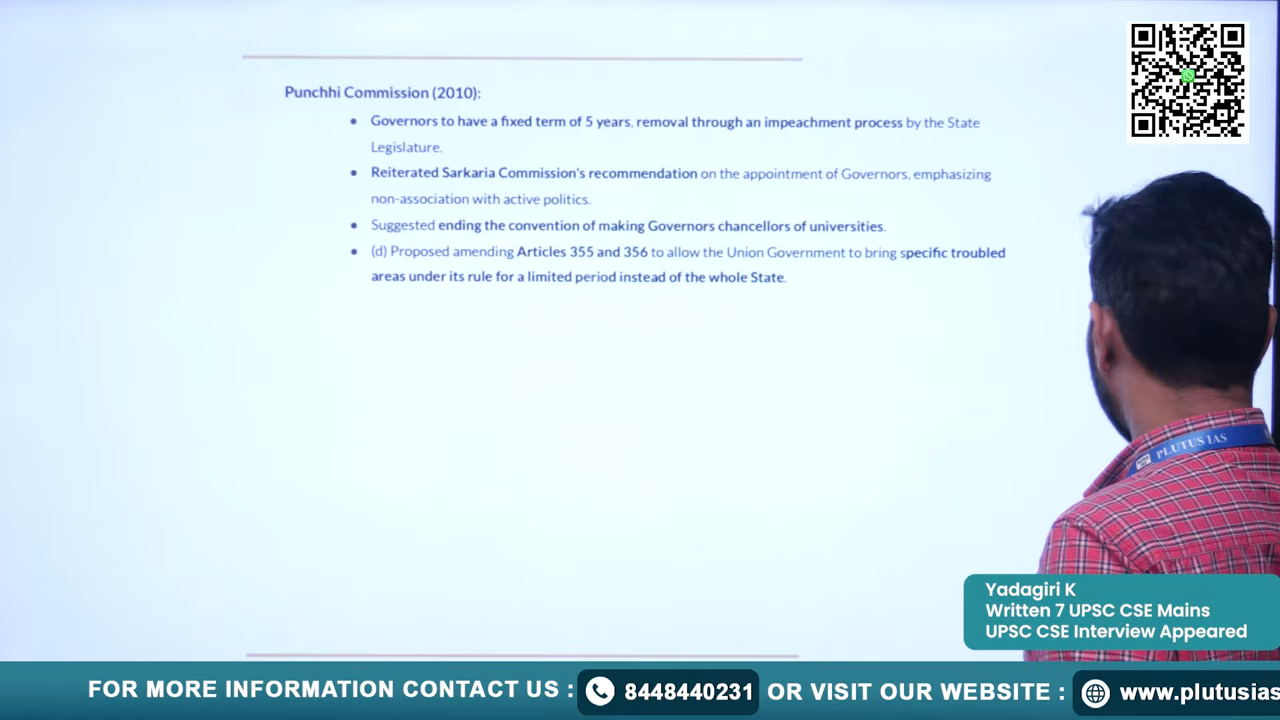 Punchhi Commission (2010):
• Governors to have a fixed term of 5 years, removal through an impeachment process by the State
Legislature.
• Reiterated Sarkaria Commission's recommendation on the appointment of Governors, emphasizing
non-association with active politics.
• Suggested ending the convention of making Governors chancellors of universities.
• (d) Proposed amending Articles 355 and 356 to allow the Union Government to bring specific troubled
areas under its rule for a limited period instead of the whole State.
PLUTUS IAS
Yadagiri K
Written 7 UPSC CSE Mains
UPSC CSE Interview Appeared
FOR MORE INFORMATION CONTACT US : 8448440231 OR VISIT OUR WEBSITE : www.plutusias